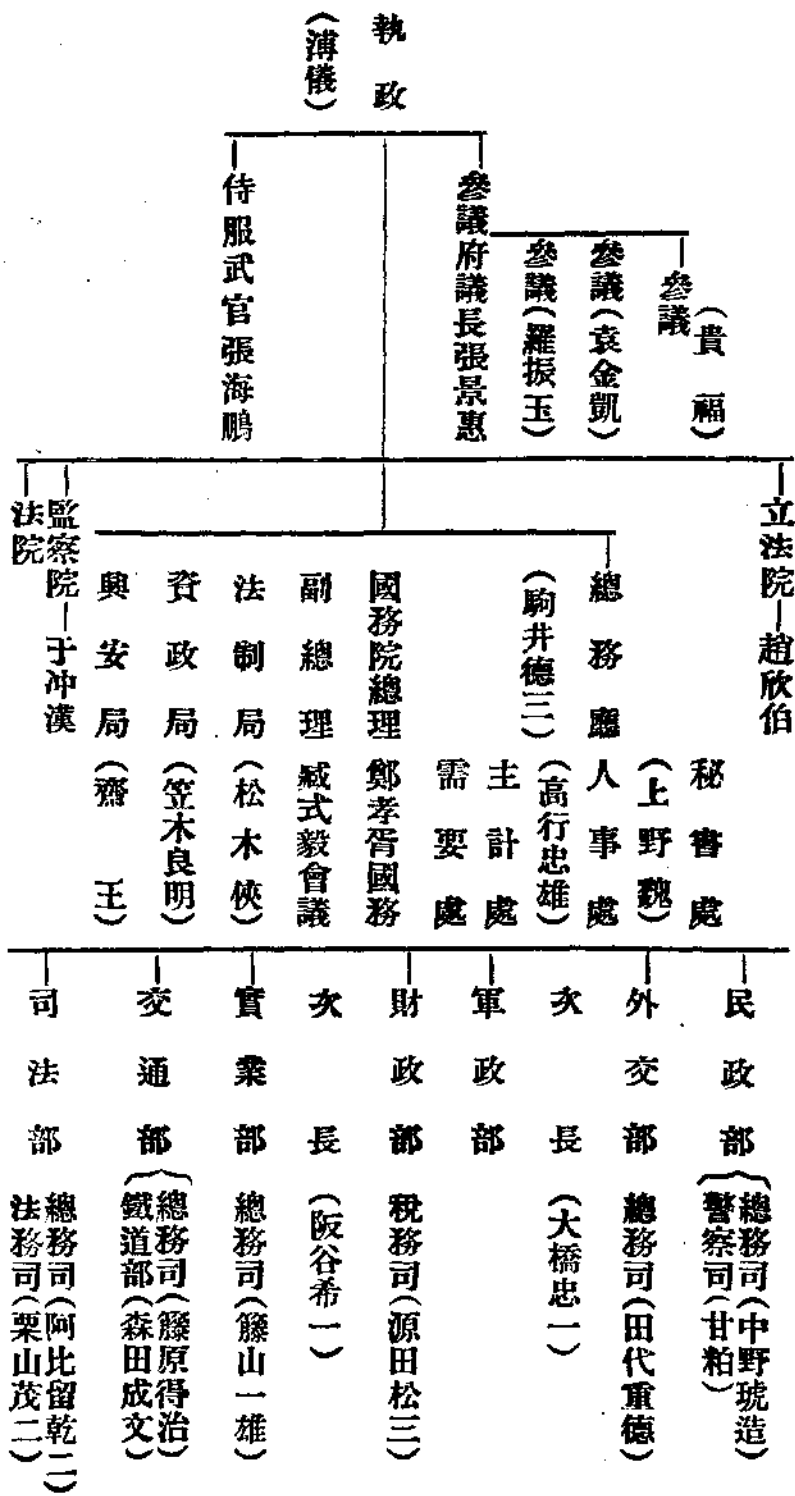 執政
（溥儀）
參議
（貴福）
參議（袁金凱）
參議（羅振玉）
參議府議長張景惠
侍服武官張海鵬
立法院—趙欣伯
總務廳
（駒井德三）
秘書處
（上野魏）
人事處
（高行忠雄）
主計處
需要處
國務院總理 鄭孝胥國務
副總理 臧式毅會議
法制局（松木俠）
資政局（笠木良明）
興安局（齋王）
監察院—于冲漢
法院
民政部
總務司（中野琥造）
警察司（甘粕）
外交部 總務司（田代重德）
次長（大橋忠一）
軍政部
財政部 稅務司（源田松三）
次長（阪谷希一）
實業部 總務司（籐山一雄）
交通部
總務司（籐原得治）
鐵道部（森田成文）
司法部
總務司（阿比留乾二）
法務司（栗山茂二）